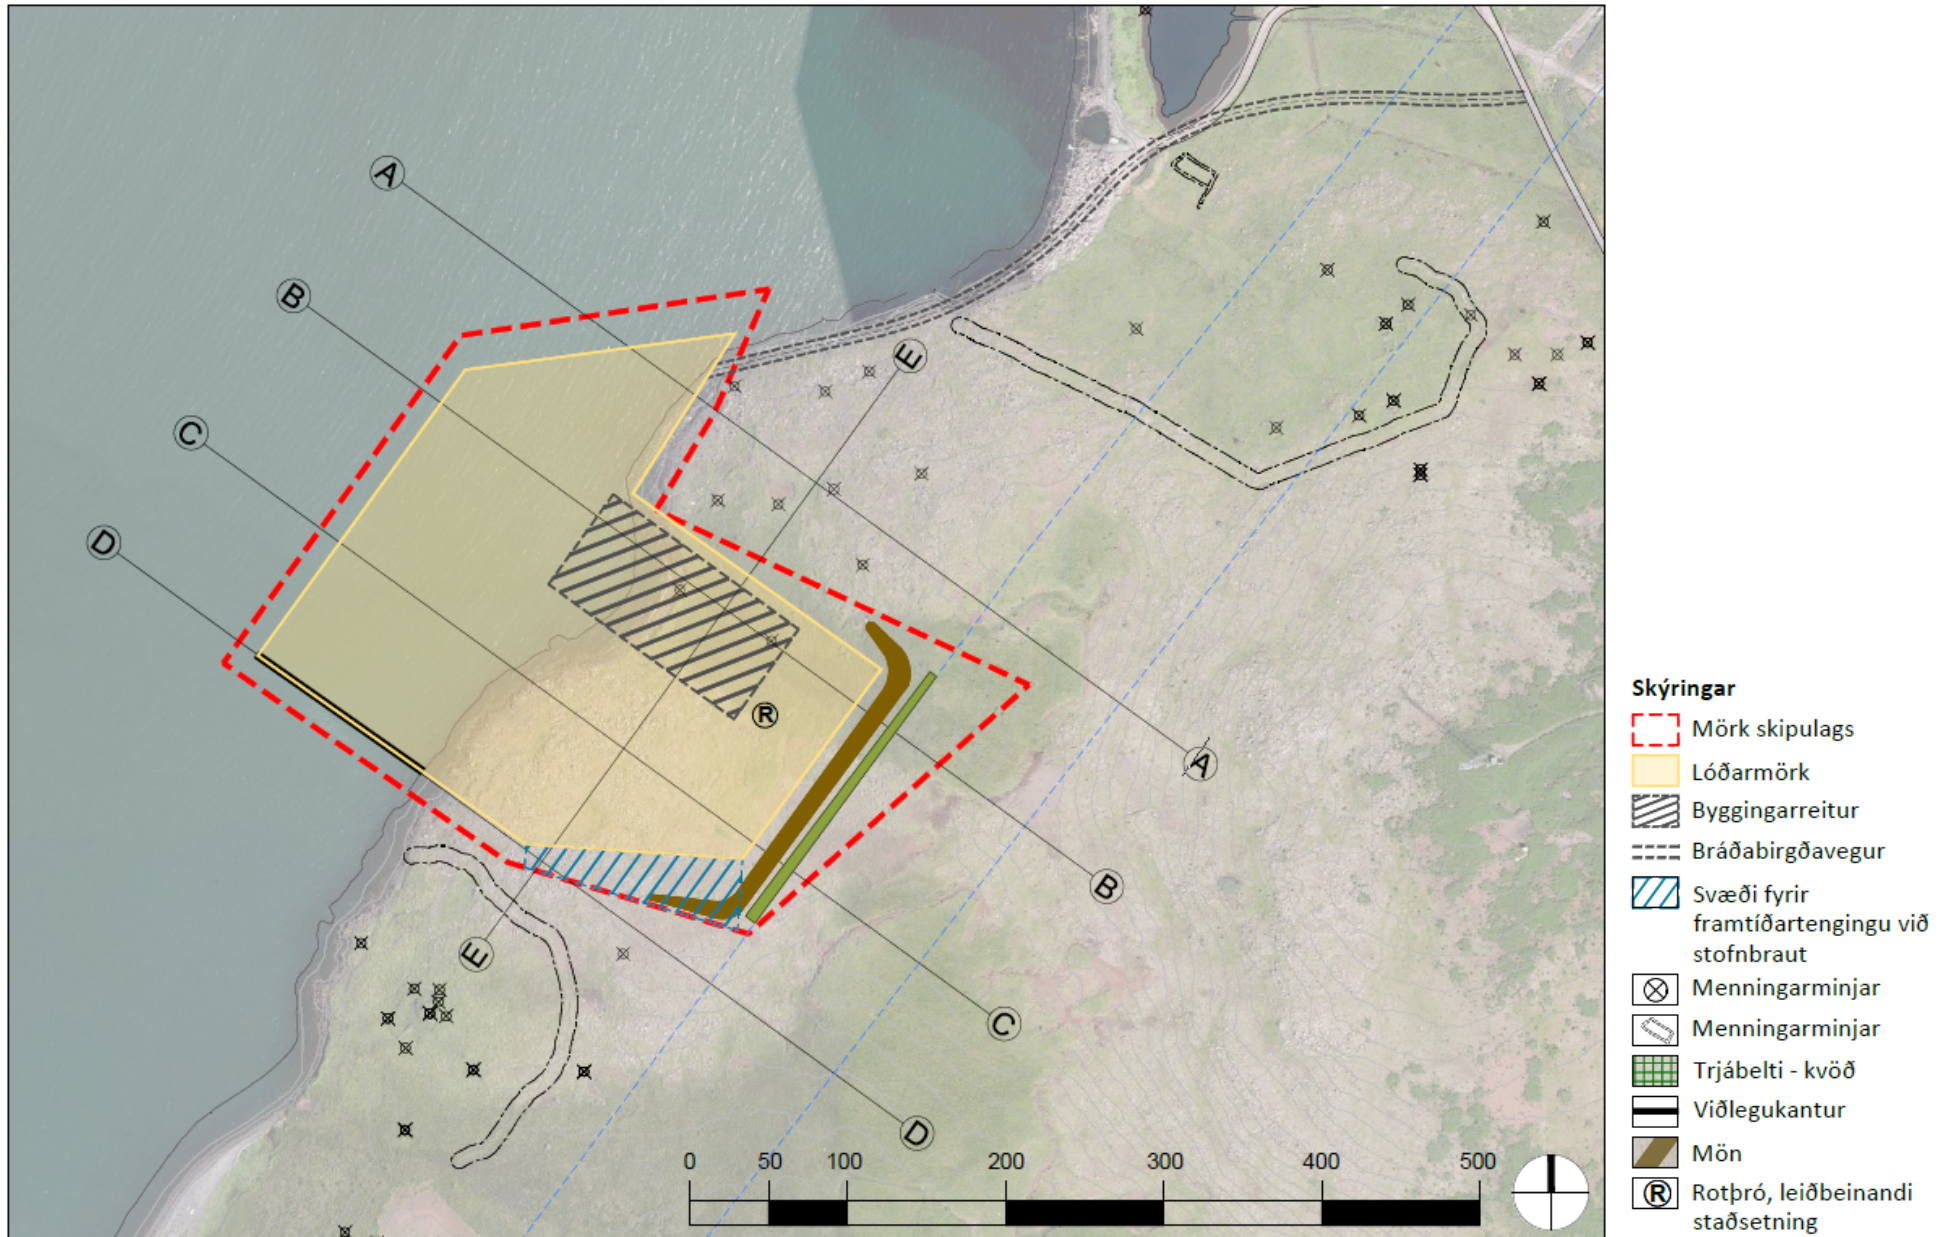 A
B
E
C
D
R
A
B
E
C
D
0 50 100 200 300 400 500
Skýringar
Mörk skipulags
Lóðarmörk
Byggingarreitur
Bráðabirgðavegur
Svæði fyrir
framtíðartengingu við
stofnbraut
Menningarminjar
Menningarminjar
Trjábelti - kvöð
Viðlegukantur
Mön
R Rotþró, leiðbeinandi
staðsetning